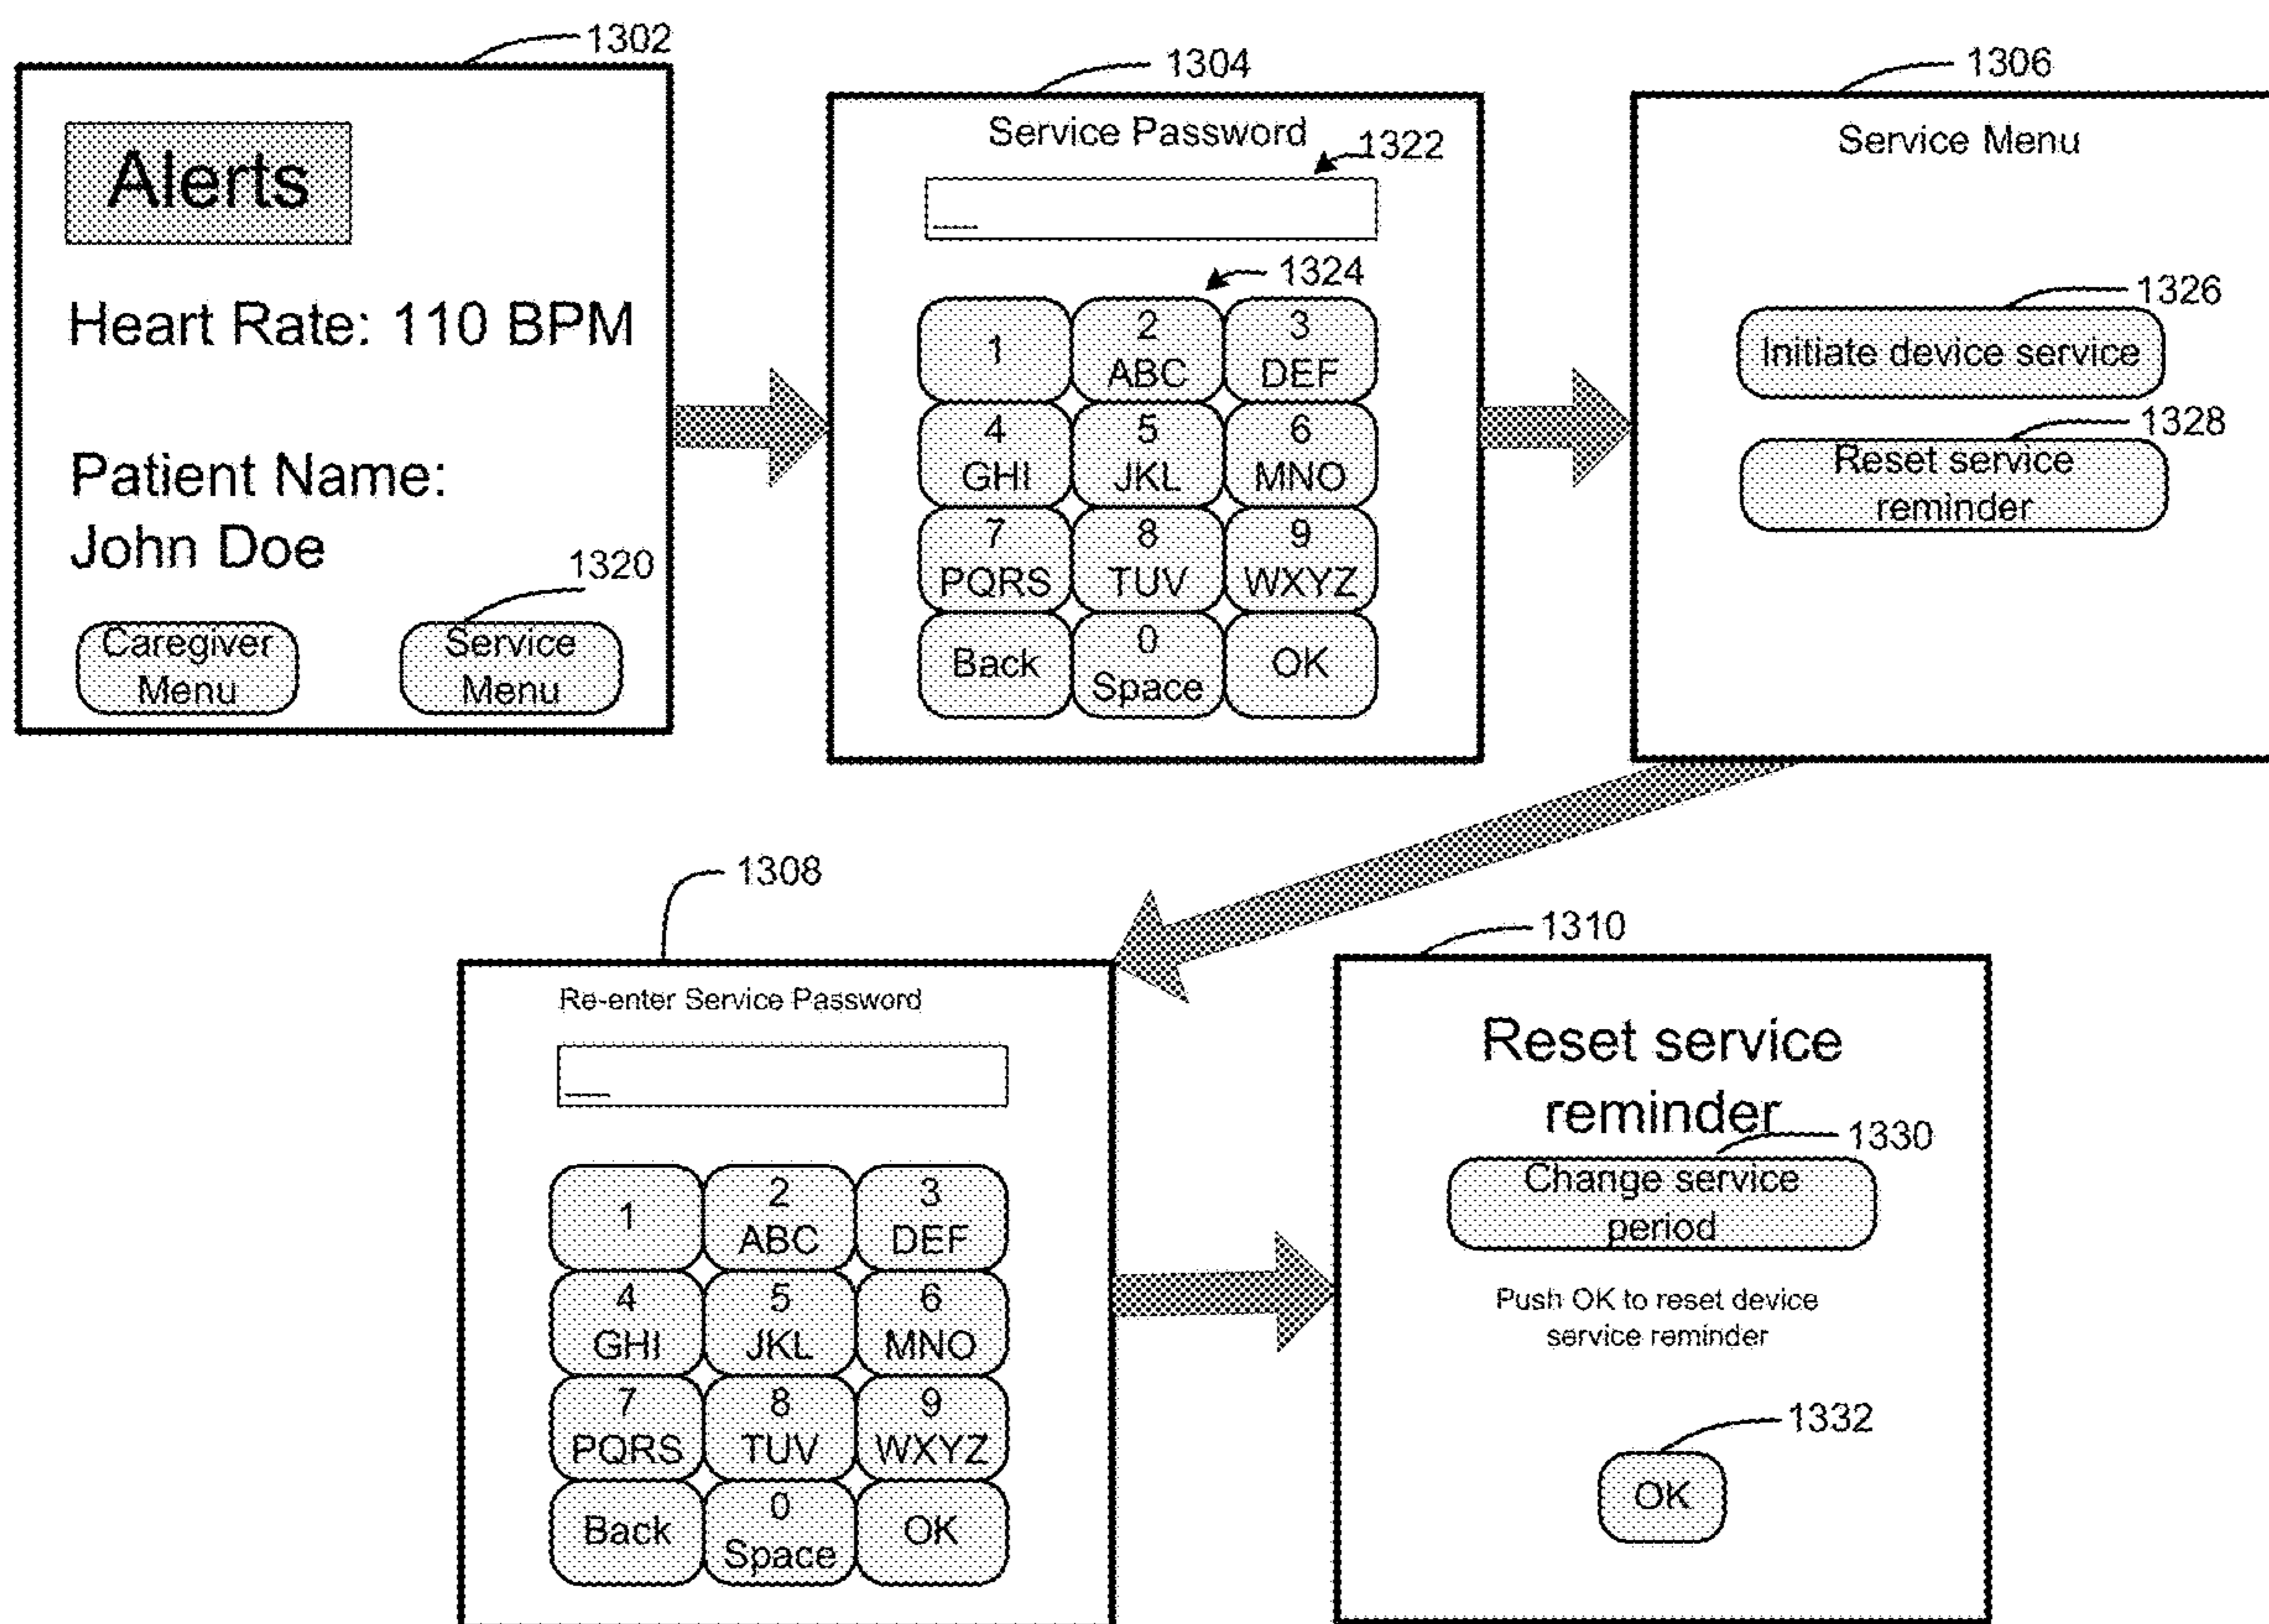 1302
Alerts
Heart Rate: 110 BPM
Patient Name:
John Doe
1320
Caregiver
Menu
Service
Menu
1304
Service Password
1322
1324
1
2
ABC
3
DEF
4
GHI
5
JKL
6
MNO
7
PQRS
8
TUV
9
WXYZ
Back
0
Space
OK
1306
Service Menu
1326
Initiate device service
1328
Reset service
reminder
1308
Re-enter Service Password
1
2
ABC
3
DEF
4
GHI
5
JKL
6
MNO
7
PQRS
8
TUV
9
WXYZ
Back
0
Space
OK
1310
Reset service
reminder
1330
Change service
period
Push OK to reset device
service reminder
1332
OK